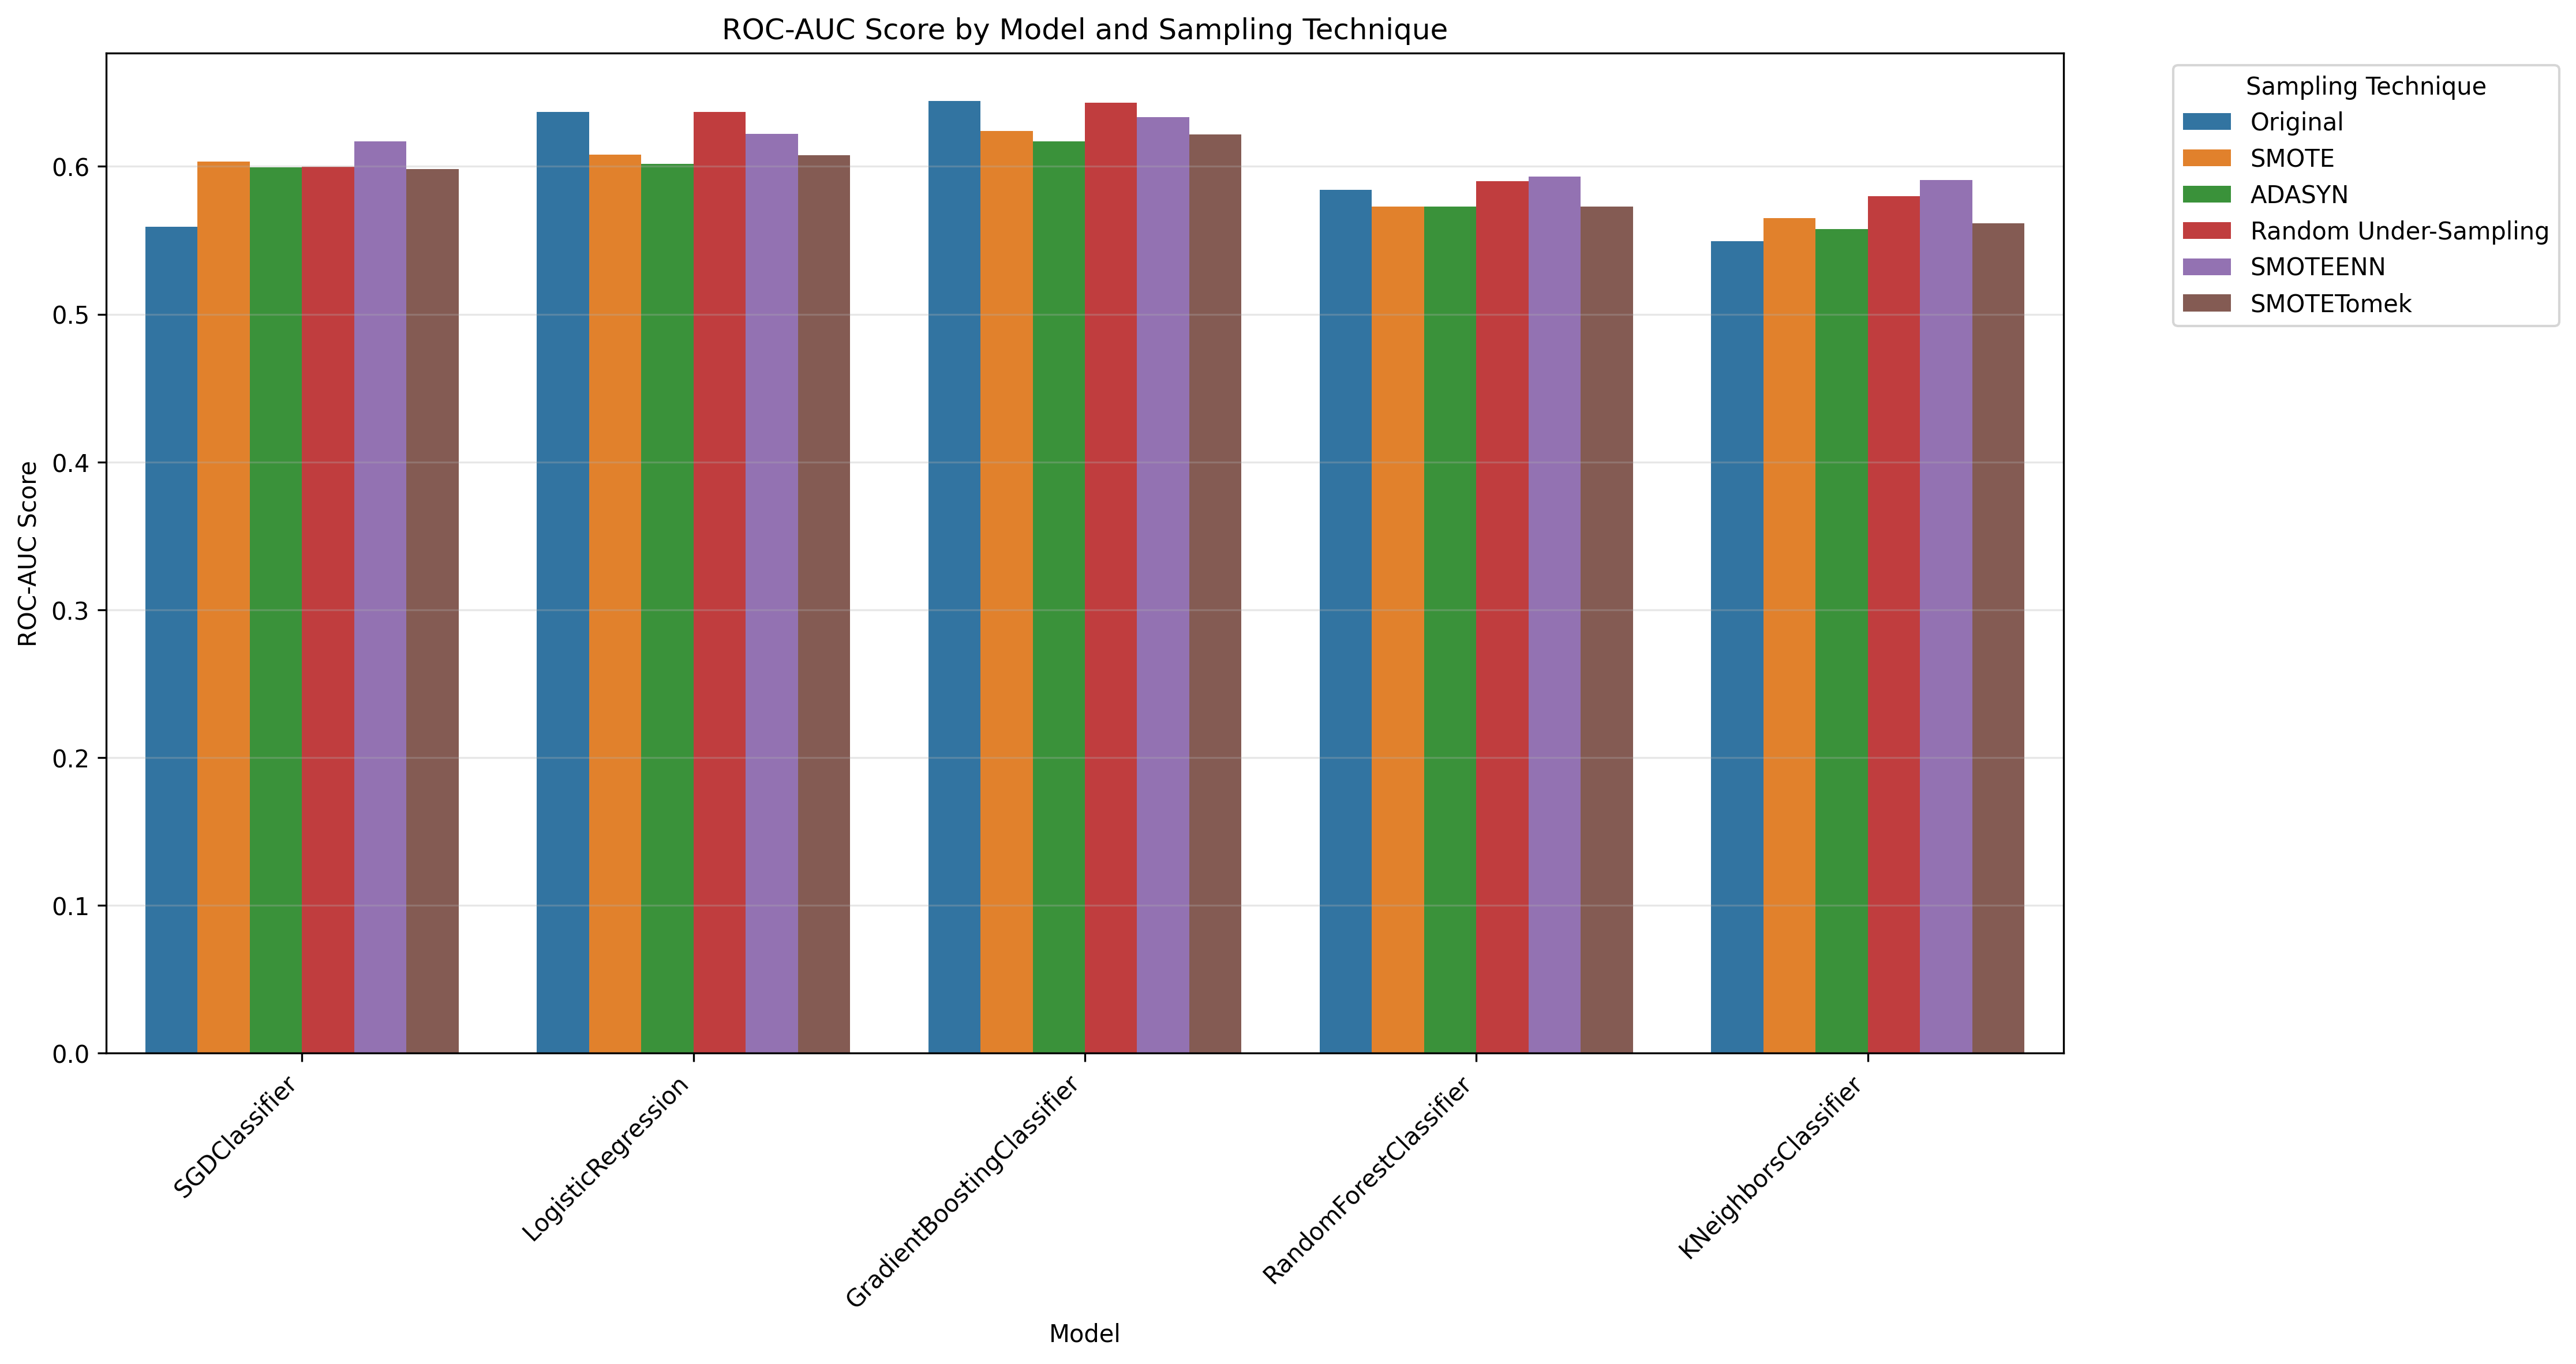 ROC-AUC Score by Model and Sampling Technique
ROC-AUC Score
0.6
0.5
0.4
0.3
0.2
0.1
0.0
SGDClassifier
LogisticRegression
GradientBoostingClassifier
RandomForestClassifier
KNeighborsClassifier
Model
Sampling Technique
Original
SMOTE
ADASYN
Random Under-Sampling
SMOTEENN
SMOTETomek